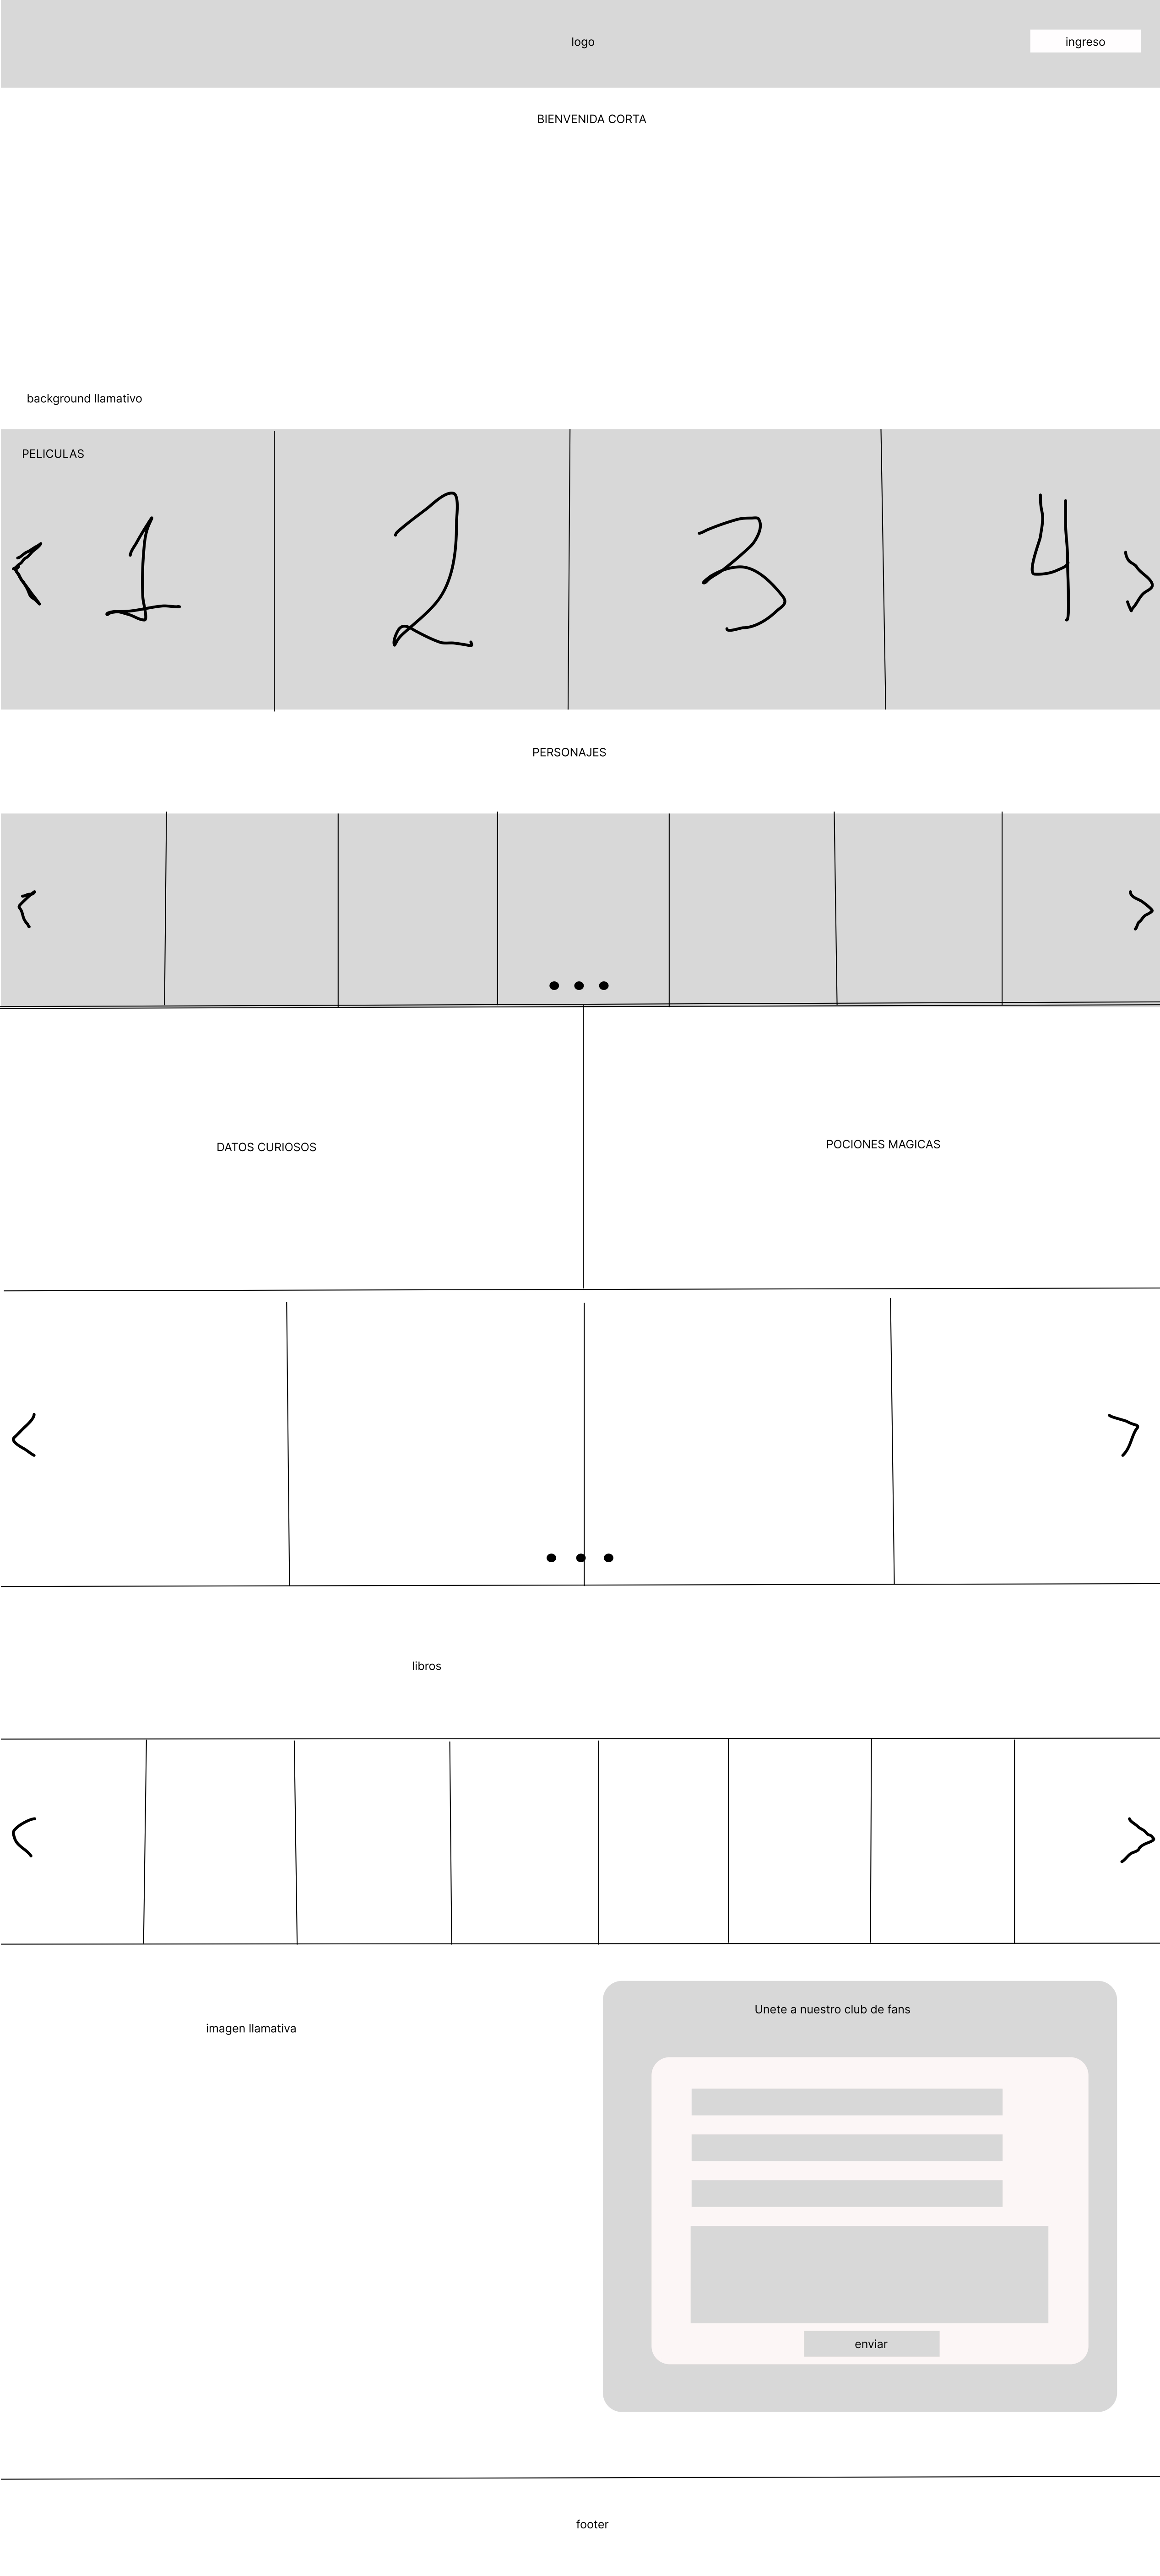 logo
ingreso
BIENVENIDA CORTA
background llamativo
PELICULAS
< 1 2 3 4 >
PERSONAJES
< >
DATOS CURIOSOS
POCIONES MAGICAS
< >
libros
< >
imagen llamativa
Unete a nuestro club de fans
enviar
footer